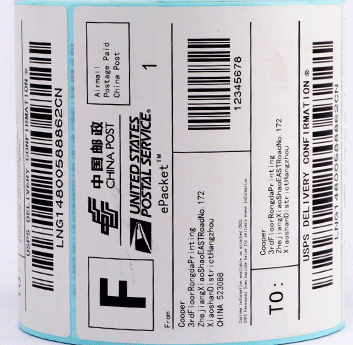 USPS DELIVERY CONFIRMATION ®
LNG14800588862CN
Airmail
Postage Paid
China Post
1
中国邮政
CHINA POST
UNITED STATES
POSTAL SERVICE®
ePacket™
F
From
Cooper
3rdFloorRongdaPrinting
ZhejiangXiaoShaoEASTRoadNo. 172
XiaoshanDistrictHangzhou
CHINA 523088
12345678
TO:
Cooper
3rdFloorRongdaPrinting
ZhejiangXiaoShaoEASTRoadNo. 172
XiaoshanDistrictHangzhou
USPS DELIVERY CONFIRMATION ®
LNG14800588862CN